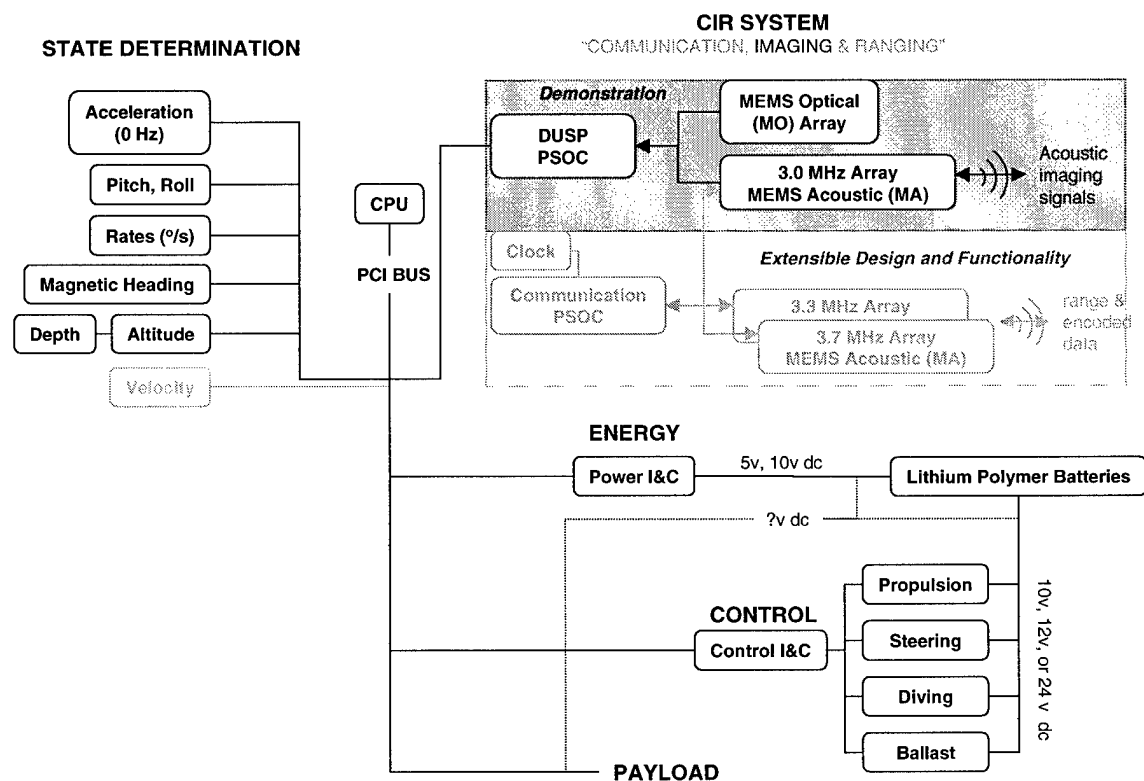 CIR SYSTEM
"COMMUNICATION, IMAGING & RANGING"
STATE DETERMINATION
Acceleration
(0 Hz)
Pitch, Roll
Rates (º/s)
Magnetic Heading
Depth
Altitude
Velocity
CPU
PCI BUS
Demonstration
DUSP
PSOC
MEMS Optical
(MO) Array
3.0 MHz Array
MEMS Acoustic (MA)
Acoustic
imaging
signals
Clock
Extensible Design and Functionality
Communication
PSOC
3.3 MHz Array
3.7 MHz Array
MEMS Acoustic (MA)
range &
encoded
data
ENERGY
Power I&C
5v, 10v dc
Lithium Polymer Batteries
?v dc
CONTROL
Control I&C
Propulsion
Steering
Diving
Ballast
10v, 12v, or 24 v dc
PAYLOAD